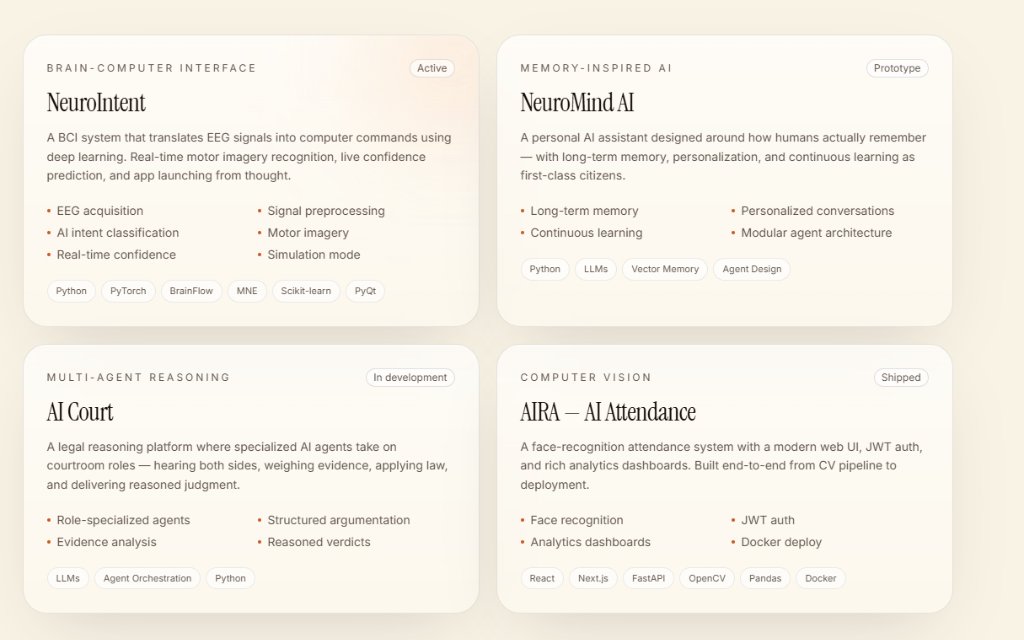 BRAIN-COMPUTER INTERFACE
Active
NeuroIntent
A BCI system that translates EEG signals into computer commands using
deep learning. Real-time motor imagery recognition, live confidence
prediction, and app launching from thought.
• EEG acquisition
• Signal preprocessing
• AI intent classification
• Motor imagery
• Real-time confidence
• Simulation mode
Python PyTorch BrainFlow MNE Scikit-learn PyQt
MEMORY-INSPIRED AI
Prototype
NeuroMind AI
A personal AI assistant designed around how humans actually remember
— with long-term memory, personalization, and continuous learning as
first-class citizens.
• Long-term memory
• Personalized conversations
• Continuous learning
• Modular agent architecture
Python LLMs Vector Memory Agent Design
MULTI-AGENT REASONING
In development
AI Court
A legal reasoning platform where specialized AI agents take on
courtroom roles — hearing both sides, weighing evidence, applying law,
and delivering reasoned judgment.
• Role-specialized agents
• Structured argumentation
• Evidence analysis
• Reasoned verdicts
LLMs Agent Orchestration Python
COMPUTER VISION
Shipped
AIRA — AI Attendance
A face-recognition attendance system with a modern web UI, JWT auth,
and rich analytics dashboards. Built end-to-end from CV pipeline to
deployment.
• Face recognition
• JWT auth
• Analytics dashboards
• Docker deploy
React Next.js FastAPI OpenCV Pandas Docker